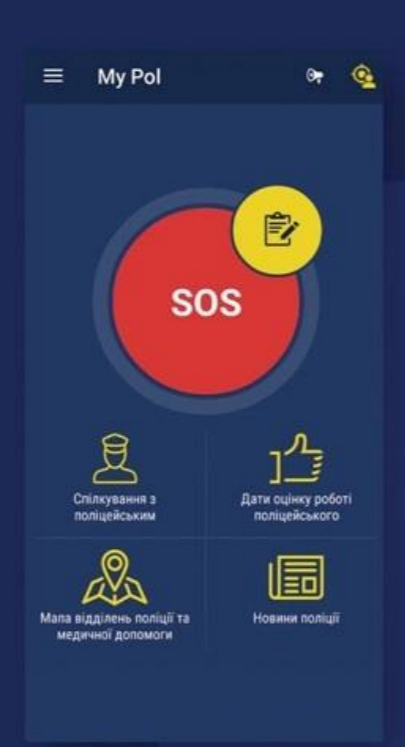 My Pol
SOS
Спілкування з
поліцейським
Дати оцінку роботі
поліцейського
Мапа відділень поліції та
медичної допомоги
Новини поліції